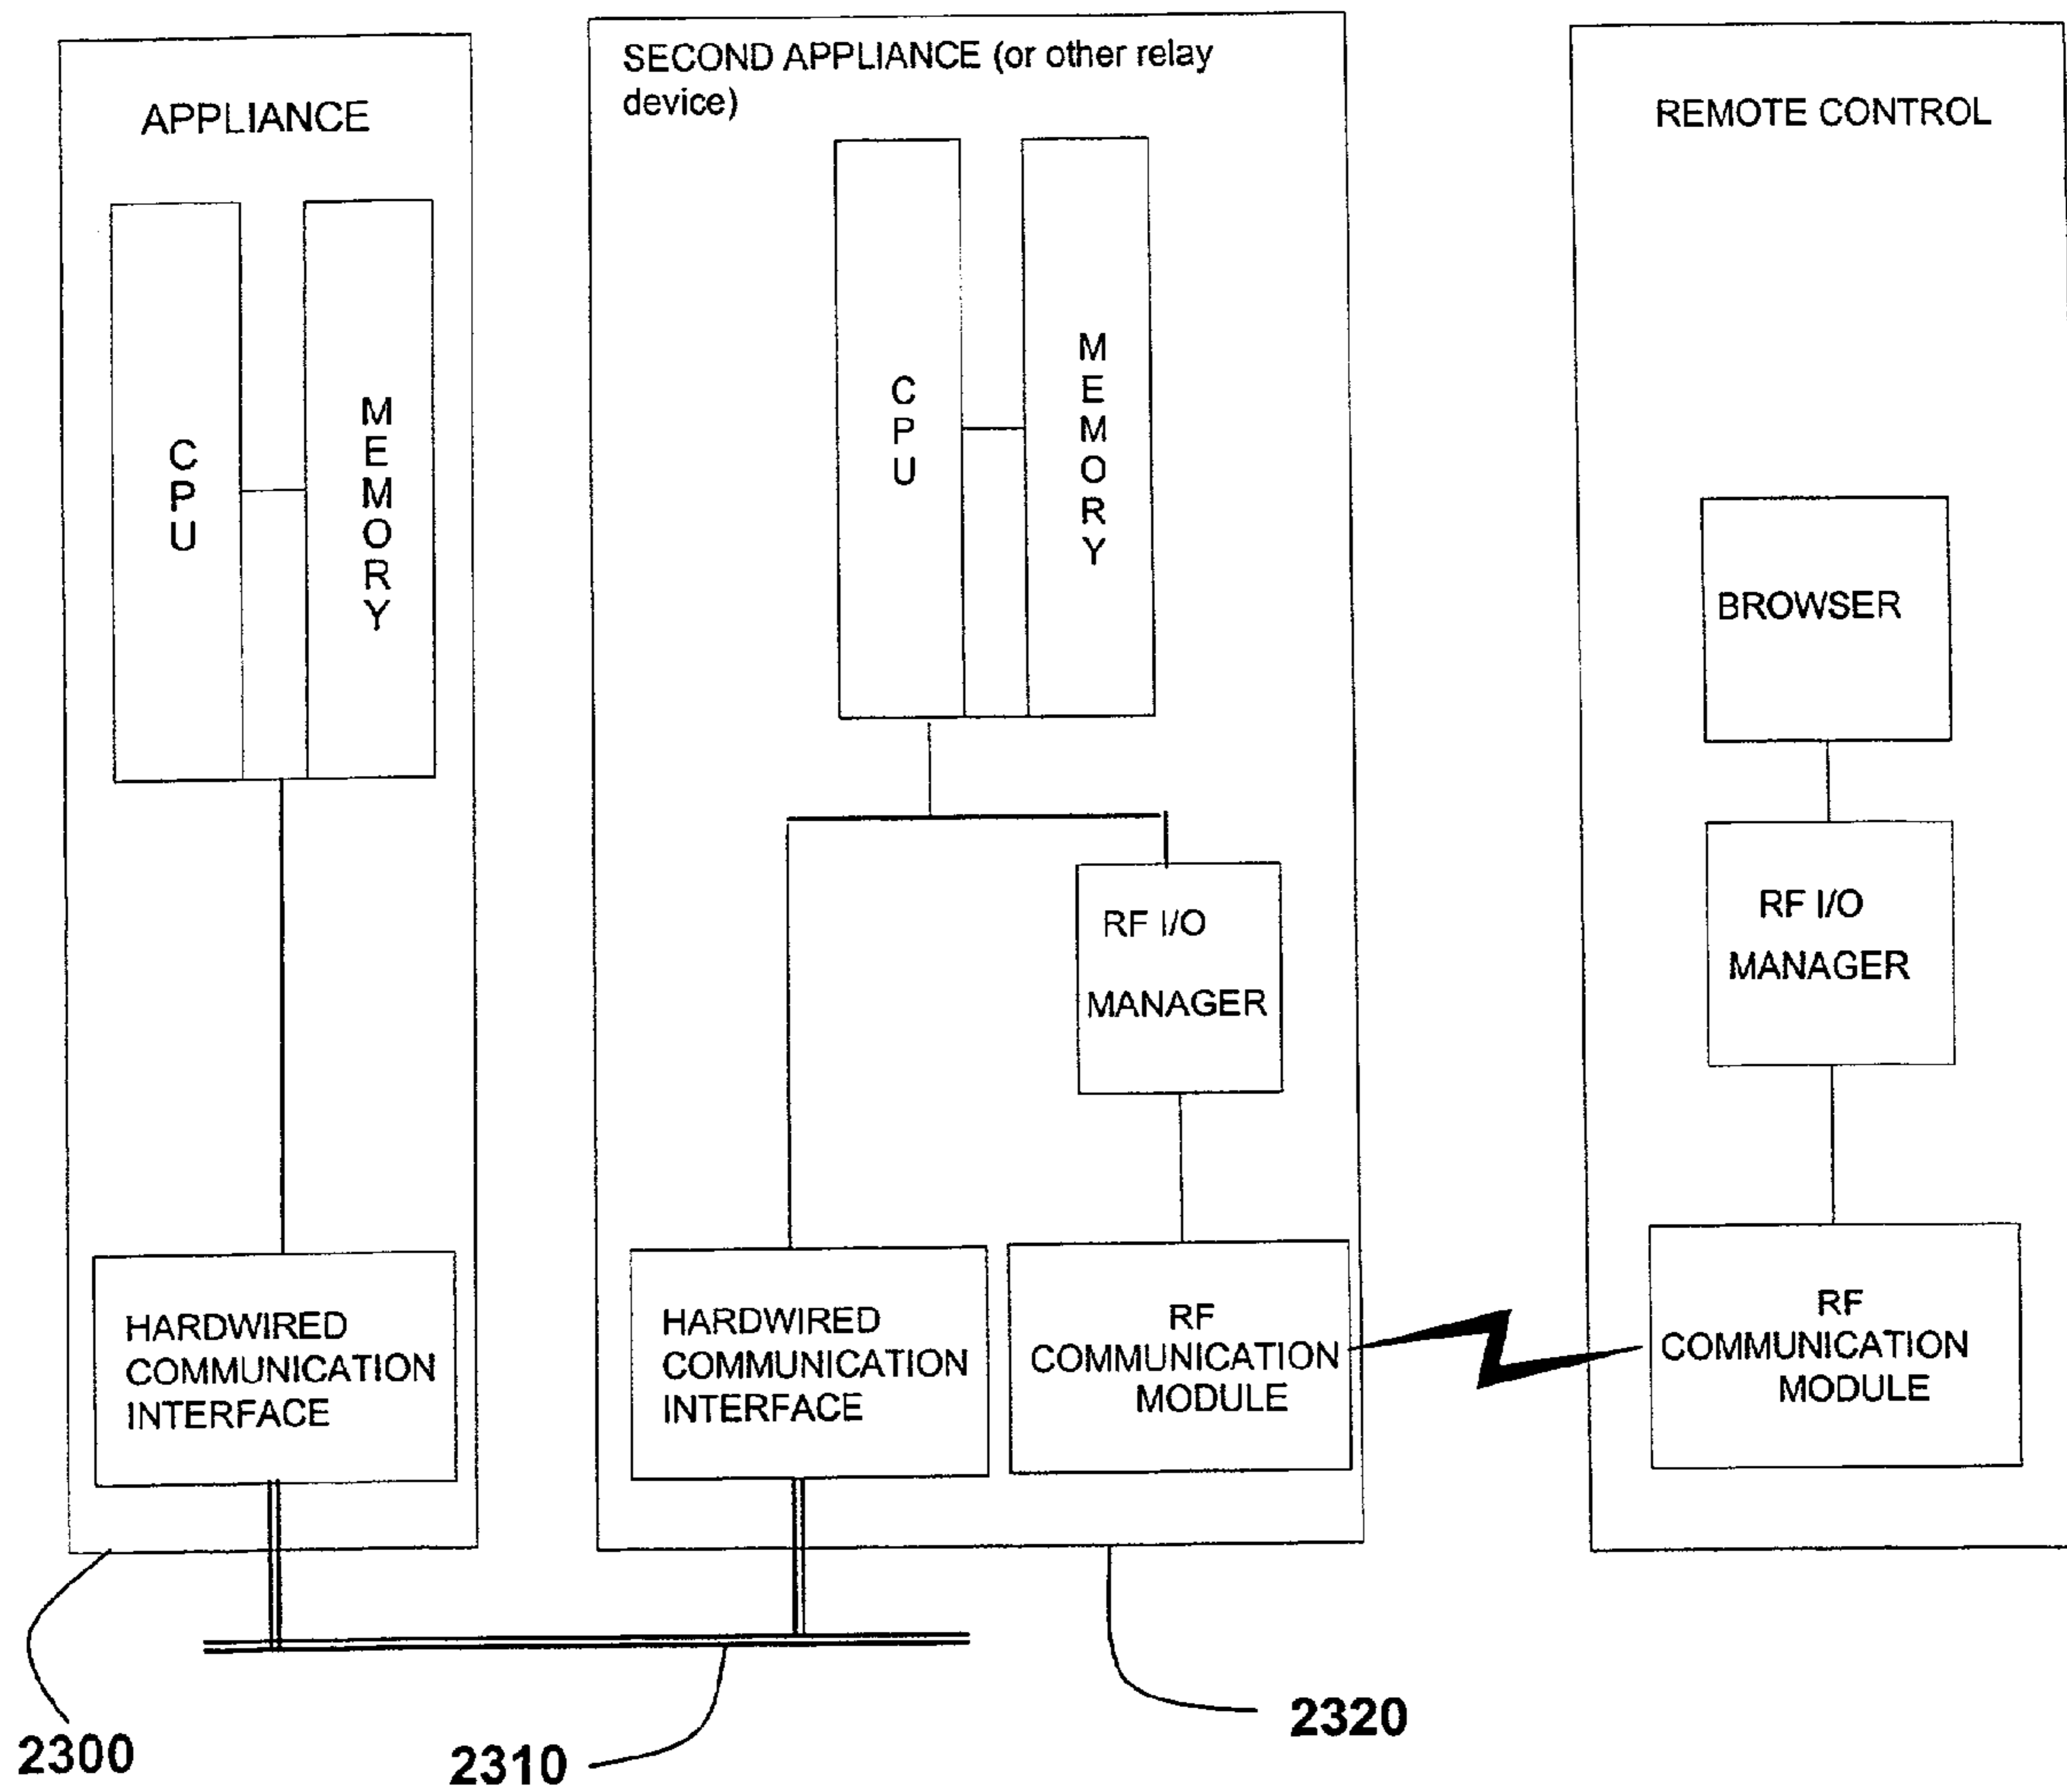 APPLIANCE
C
P
U
M
E
M
O
R
Y
HARDWIRED
COMMUNICATION
INTERFACE
SECOND APPLIANCE (or other relay
device)
C
P
U
M
E
M
O
R
Y
RF I/O
MANAGER
HARDWIRED
COMMUNICATION
INTERFACE
RF
COMMUNICATION
MODULE
REMOTE CONTROL
BROWSER
RF I/O
MANAGER
RF
COMMUNICATION
MODULE
2300
2310
2320